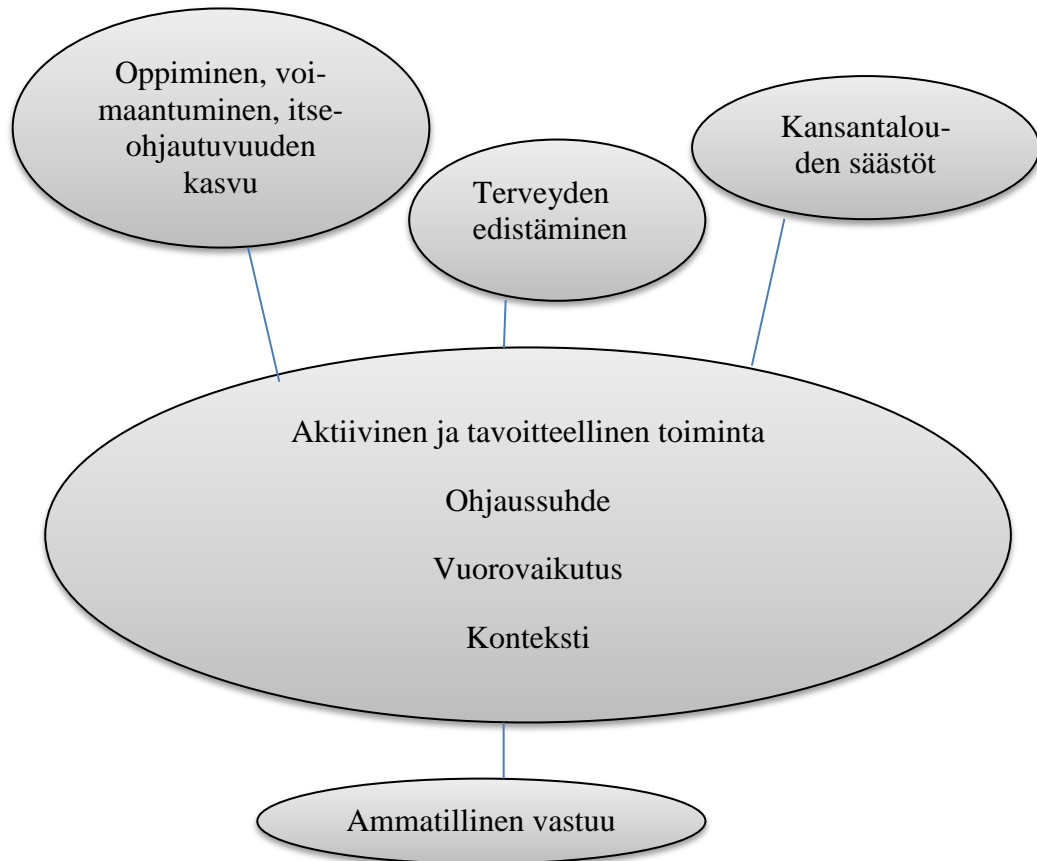 Oppiminen, voi-
maantuminen, itse-
ohjautuvuuden
kasvu
Terveyden
edistäminen
Kansantalou-
den säästöt
Aktiivinen ja tavoitteellinen toiminta
Ohjaussuhde
Vuorovaikutus
Konteksti
Ammatillinen vastuu